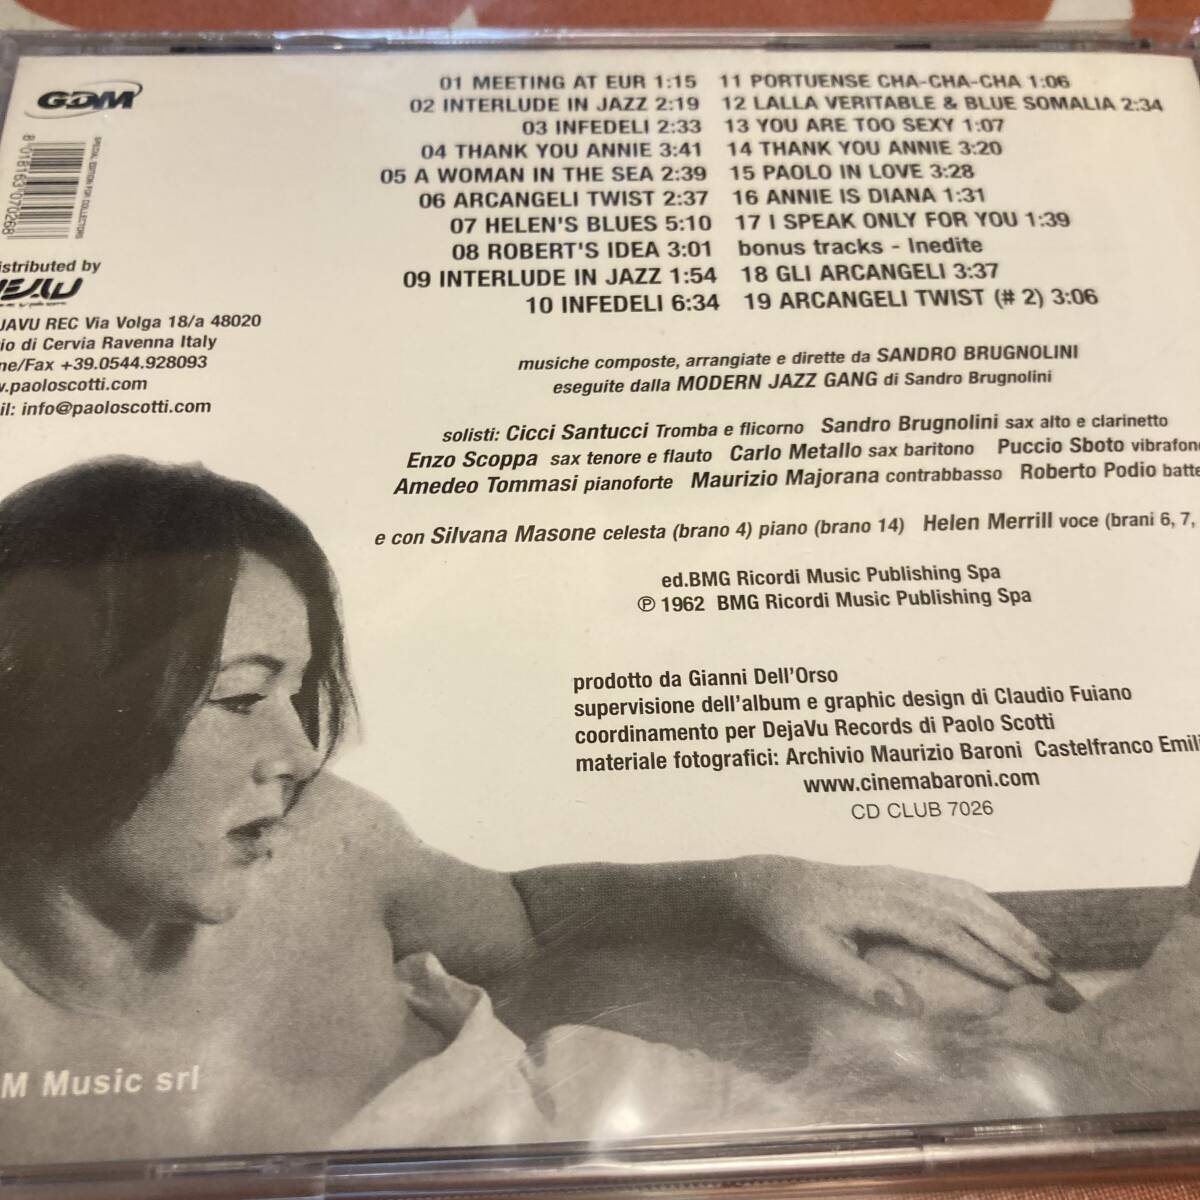 GDM
SPECIAL EDITION FOR COLLECTORS
8 018163 070268
01 MEETING AT EUR 1:15
02 INTERLUDE IN JAZZ 2:19
03 INFEDELI 2:33
04 THANK YOU ANNIE 3:41
05 A WOMAN IN THE SEA 2:39
06 ARCANGELI TWIST 2:37
07 HELEN'S BLUES 5:10
08 ROBERT'S IDEA 3:01
09 INTERLUDE IN JAZZ 1:54
10 INFEDELI 6:34
11 PORTUENSE CHA-CHA-CHA 1:06
12 LALLA VERITABLE & BLUE SOMALIA 2:34
13 YOU ARE TOO SEXY 1:07
14 THANK YOU ANNIE 3:20
15 PAOLO IN LOVE 3:28
16 ANNIE IS DIANA 1:31
17 I SPEAK ONLY FOR YOU 1:39
bonus tracks - Inedite
18 GLI ARCANGELI 3:37
19 ARCANGELI TWIST (# 2) 3:06
istributed by
JAVU REC Via Volga 18/a 48020
io di Cervia Ravenna Italy
ne/Fax +39.0544.928093
w.paoloscotti.com
il: info@paoloscotti.com
musiche composte, arrangiate e dirette da SANDRO BRUGNOLINI
eseguite dalla MODERN JAZZ GANG di Sandro Brugnolini
solisti: Cicci Santucci Tromba e flicorno Sandro Brugnolini sax alto e clarinetto
Enzo Scoppa sax tenore e flauto Carlo Metallo sax baritono Puccio Sboto vibrafono
Amedeo Tommasi pianoforte Maurizio Majorana contrabbasso Roberto Podio batte
e con Silvana Masone celesta (brano 4) piano (brano 14) Helen Merrill voce (brani 6, 7,
ed.BMG Ricordi Music Publishing Spa
℗ 1962 BMG Ricordi Music Publishing Spa
prodotto da Gianni Dell'Orso
supervisione dell'album e graphic design di Claudio Fuiano
coordinamento per DejaVu Records di Paolo Scotti
materiale fotografici: Archivio Maurizio Baroni Castelfranco Emili
www.cinemabaroni.com
CD CLUB 7026
M Music srl